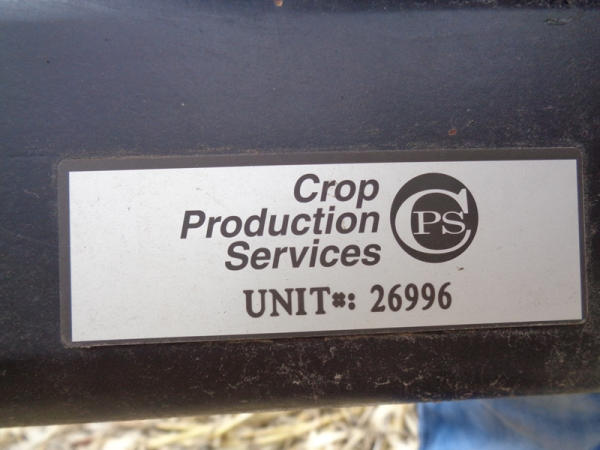 Crop
Production
Services
CPS
UNIT#: 26996